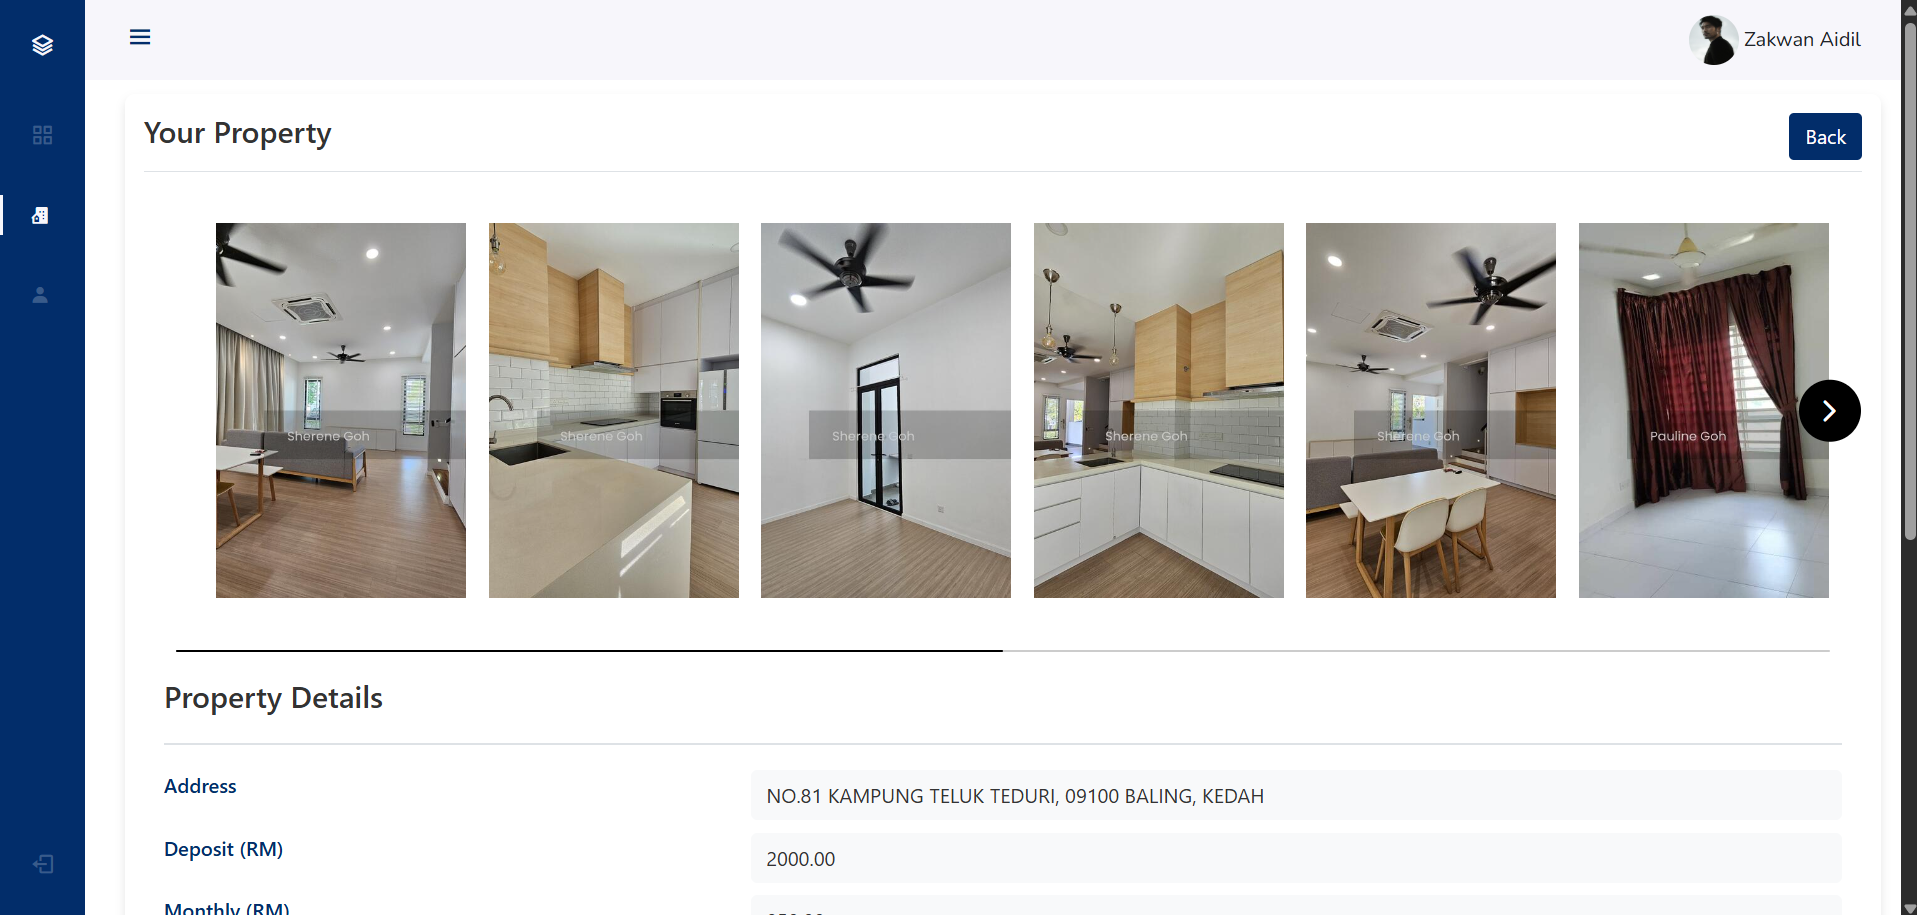 Zakwan Aidil
Your Property
Back
Sherene Goh
Sherene Goh
Sherene Goh
Sherene Goh
Sherene Goh
Pauline Goh
Property Details
Address
NO.81 KAMPUNG TELUK TEDURI, 09100 BALING, KEDAH
Deposit (RM)
2000.00
Monthly (RM)